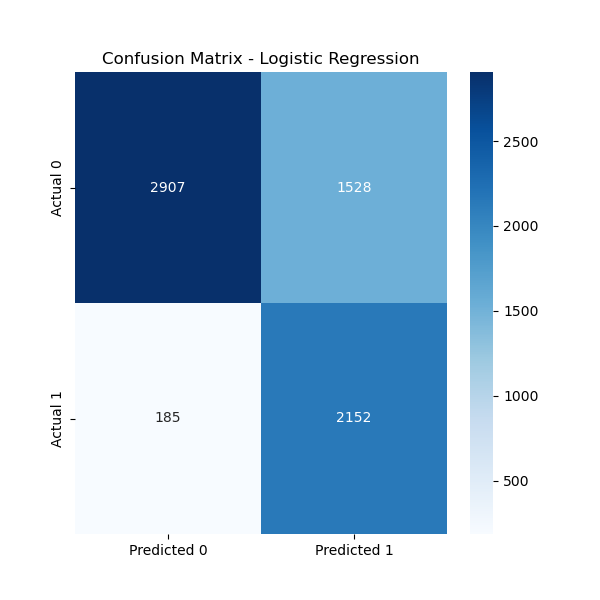 Confusion Matrix - Logistic Regression
Actual 0
2907
1528
Actual 1
185
2152
Predicted 0
Predicted 1
2500
2000
1500
1000
500